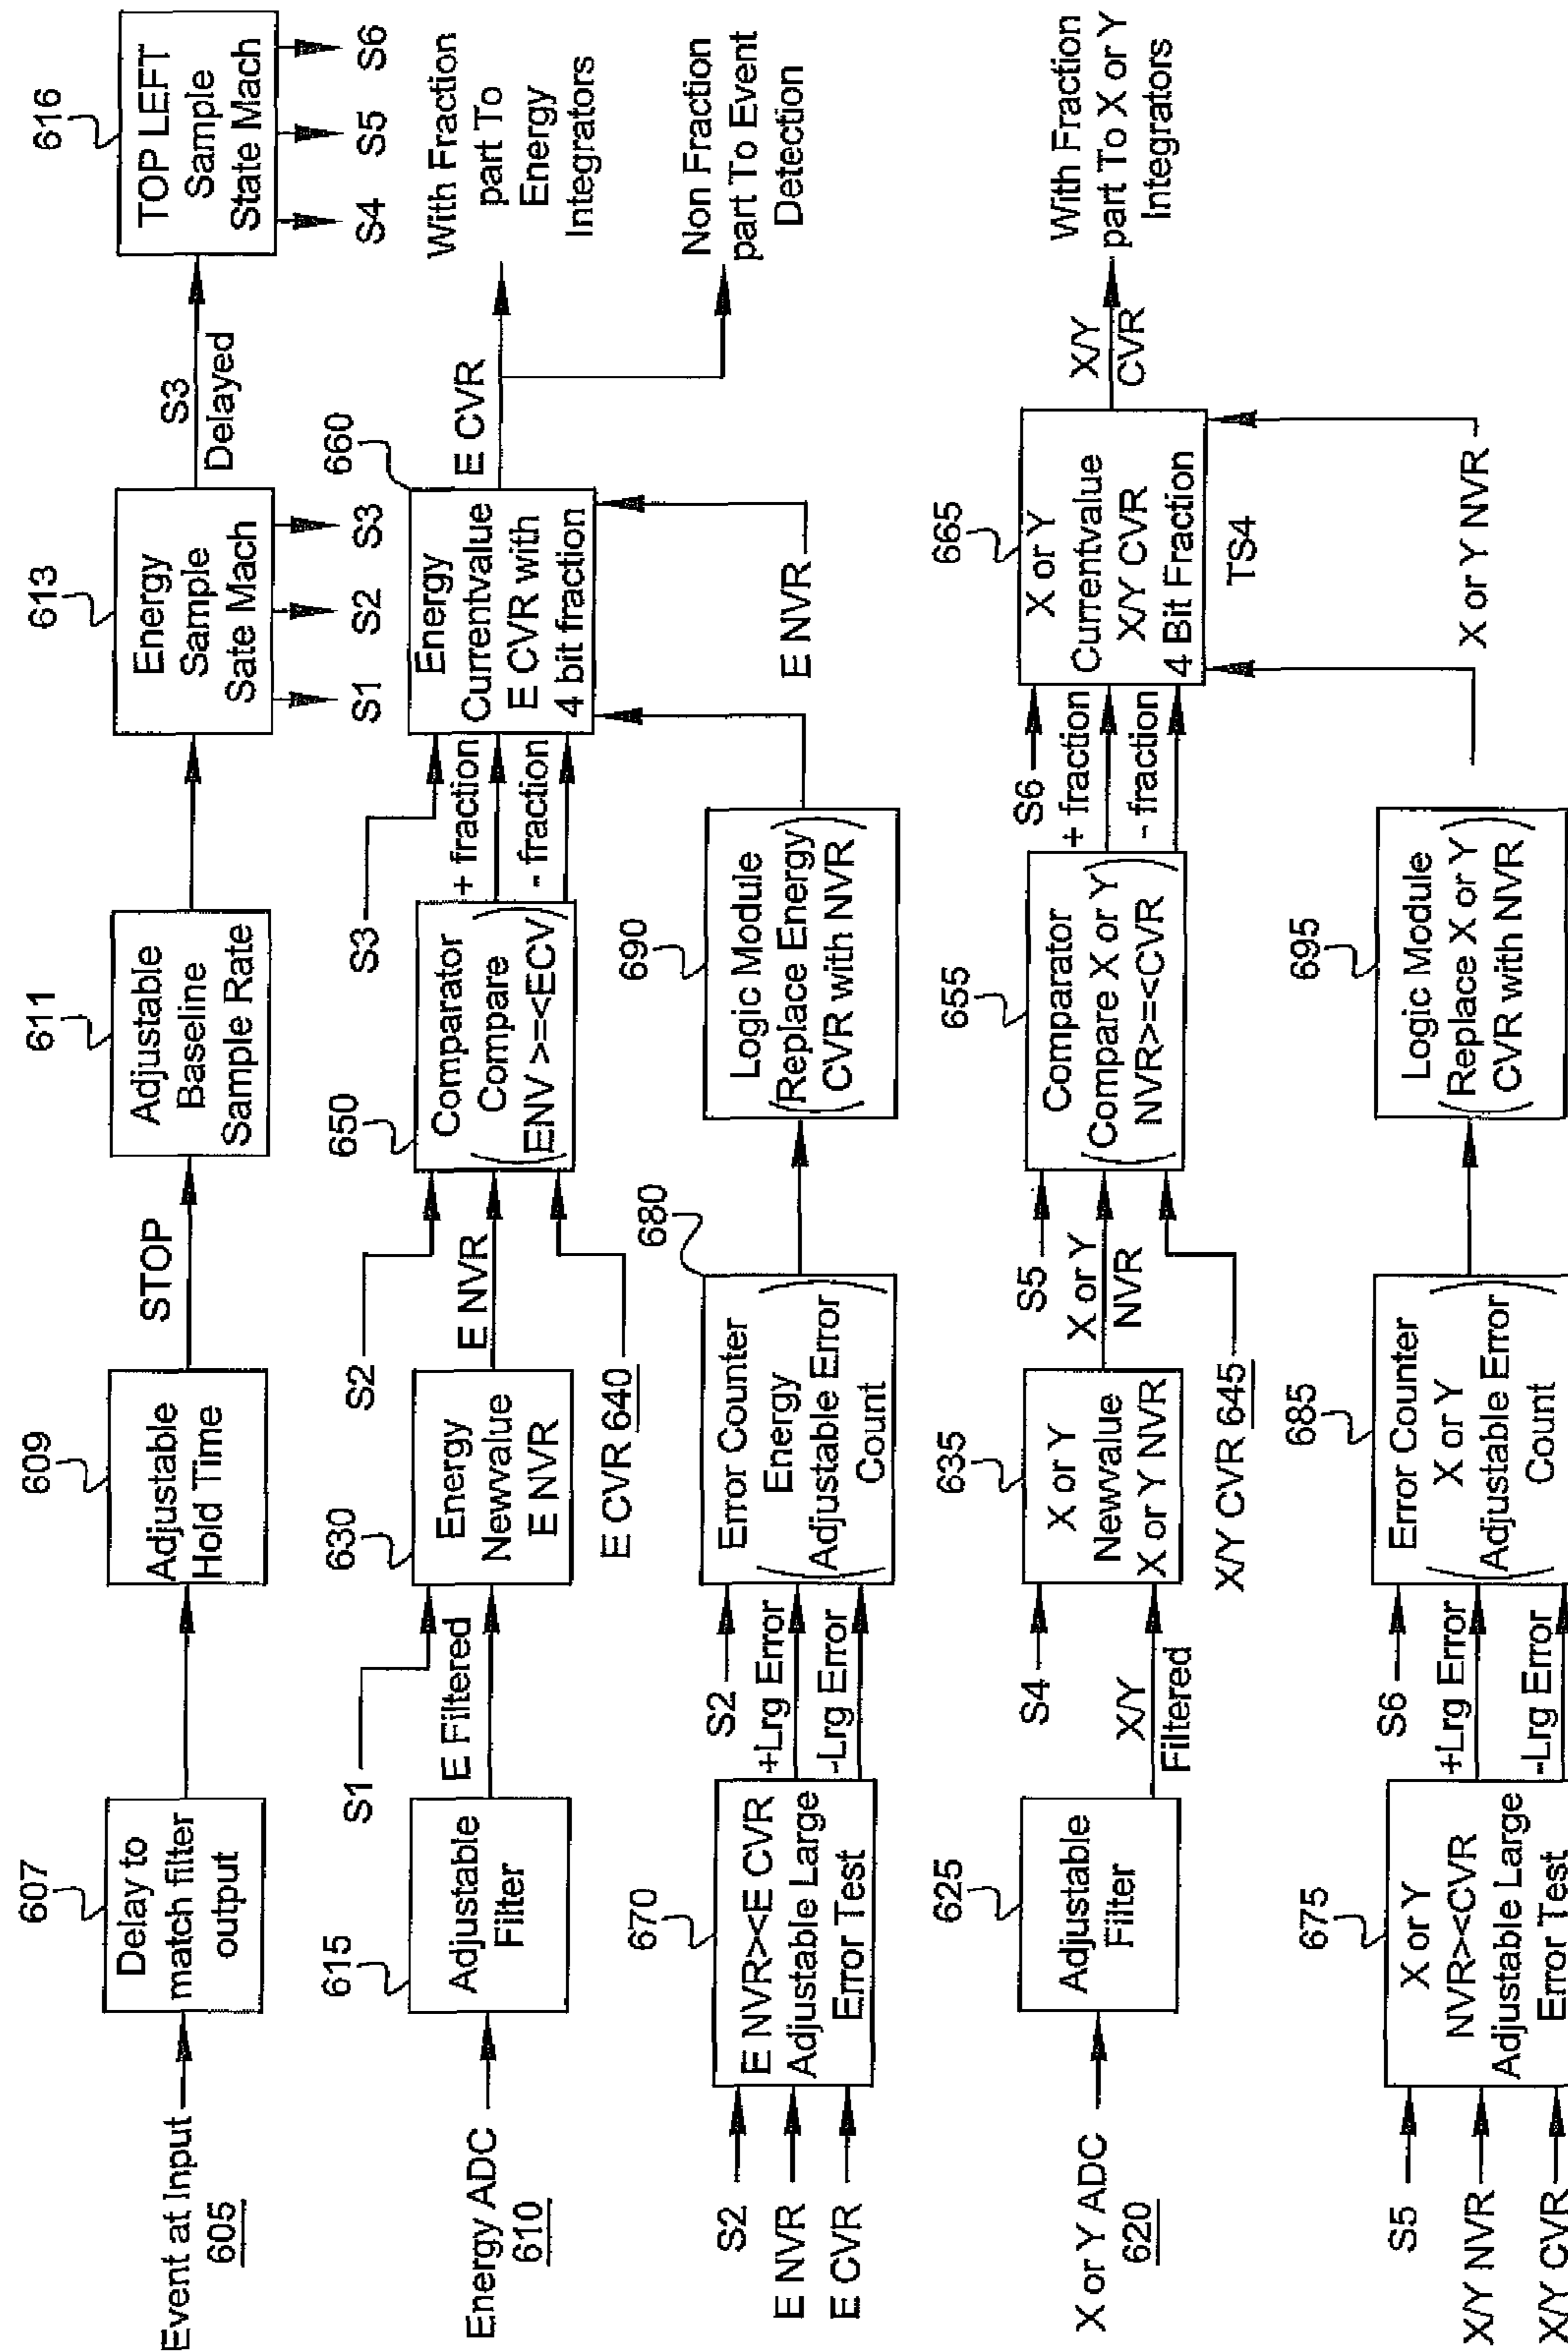 Event at Input
605
607
Delay to
match filter
output
609
Adjustable
Hold Time
STOP
611
Adjustable
Baseline
Sample Rate
613
Energy
Sample
Sate Mach
S1
S2
S3
S3
Delayed
616
TOP LEFT
Sample
State Mach
S4
S5
S6
Energy ADC
610
615
Adjustable
Filter
S1
E Filtered
630
Energy
Newvalue
E NVR
S2
E NVR
E CVR 640
650
Comparator
Compare
ENV >=<ECV
S3
+ fraction
- fraction
660
Energy
Currentvalue
E CVR with
4 bit fraction
E CVR
With Fraction
part To
Energy
Integrators
Non Fraction
part To Event
Detection
S2
E NVR
E CVR
670
E NVR><E CVR
Adjustable Large
Error Test
S2
+Lrg Error
-Lrg Error
680
Error Counter
Energy
Adjustable Error
Count
690
Logic Module
Replace Energy
CVR with NVR
E NVR
X or Y ADC
620
625
Adjustable
Filter
S4
X/Y
Filtered
635
X or Y
Newvalue
X or Y NVR
S5
X or Y
NVR
X/Y CVR 645
655
Comparator
Compare X or Y
NVR>=<CVR
S6
+ fraction
- fraction
665
X or Y
Currentvalue
X/Y CVR
4 Bit Fraction
TS4
X/Y
CVR
With Fraction
part To X or Y
Integrators
S5
X/Y NVR
X/Y CVR
675
X or Y
NVR><CVR
Adjustable Large
Error Test
S6
+Lrg Error
-Lrg Error
685
Error Counter
X or Y
Adjustable Error
Count
695
Logic Module
Replace X or Y
CVR with NVR
X or Y NVR